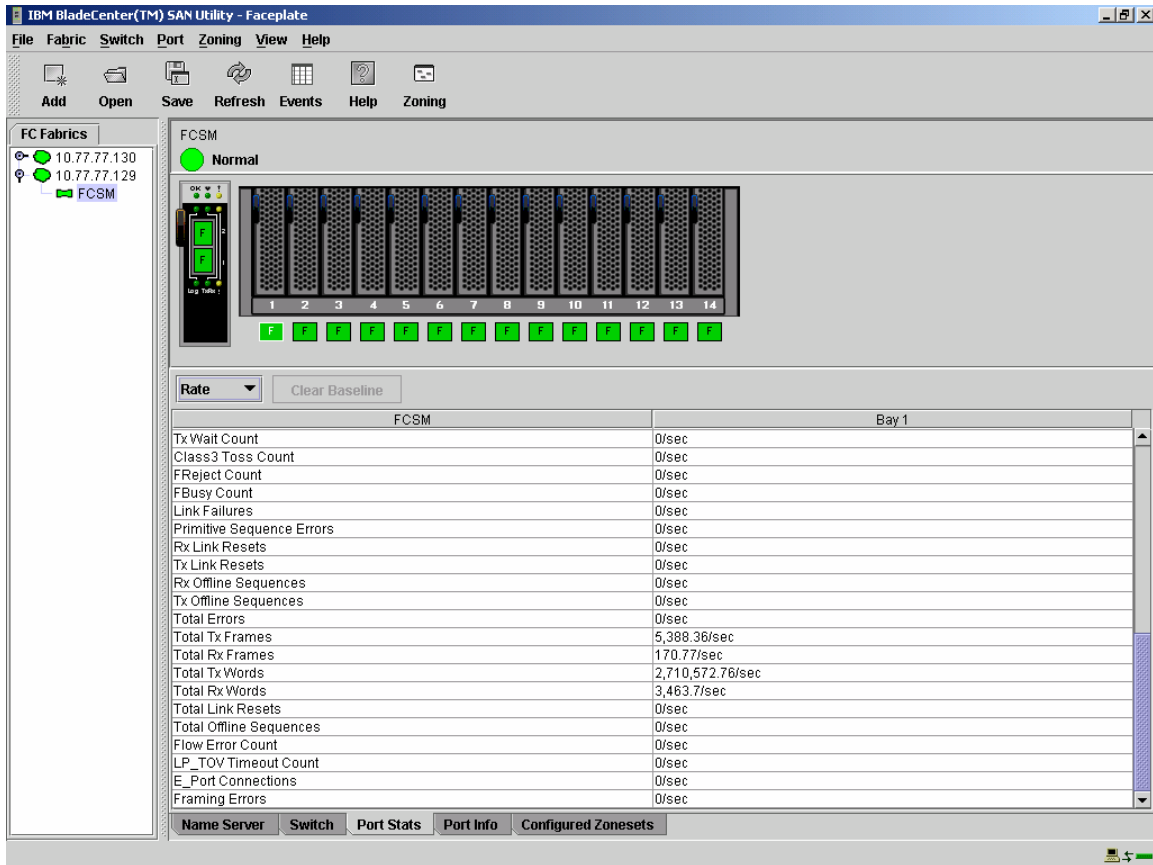 IBM BladeCenter(TM) SAN Utility - Faceplate
File Fabric Switch Port Zoning View Help
Add Open Save Refresh Events Help Zoning
FC Fabrics
10.77.77.130
10.77.77.129
FCSM
FCSM
Normal
OK
F 2
F 1
Log TxRx
1 2 3 4 5 6 7 8 9 10 11 12 13 14
F F F F F F F F F F F F F F
Rate Clear Baseline
FCSM Bay 1
Tx Wait Count 0/sec
Class3 Toss Count 0/sec
FReject Count 0/sec
FBusy Count 0/sec
Link Failures 0/sec
Primitive Sequence Errors 0/sec
Rx Link Resets 0/sec
Tx Link Resets 0/sec
Rx Offline Sequences 0/sec
Tx Offline Sequences 0/sec
Total Errors 0/sec
Total Tx Frames 5,388.36/sec
Total Rx Frames 170.77/sec
Total Tx Words 2,710,572.76/sec
Total Rx Words 3,463.7/sec
Total Link Resets 0/sec
Total Offline Sequences 0/sec
Flow Error Count 0/sec
LP_TOV Timeout Count 0/sec
E_Port Connections 0/sec
Framing Errors 0/sec
Name Server Switch Port Stats Port Info Configured Zonesets